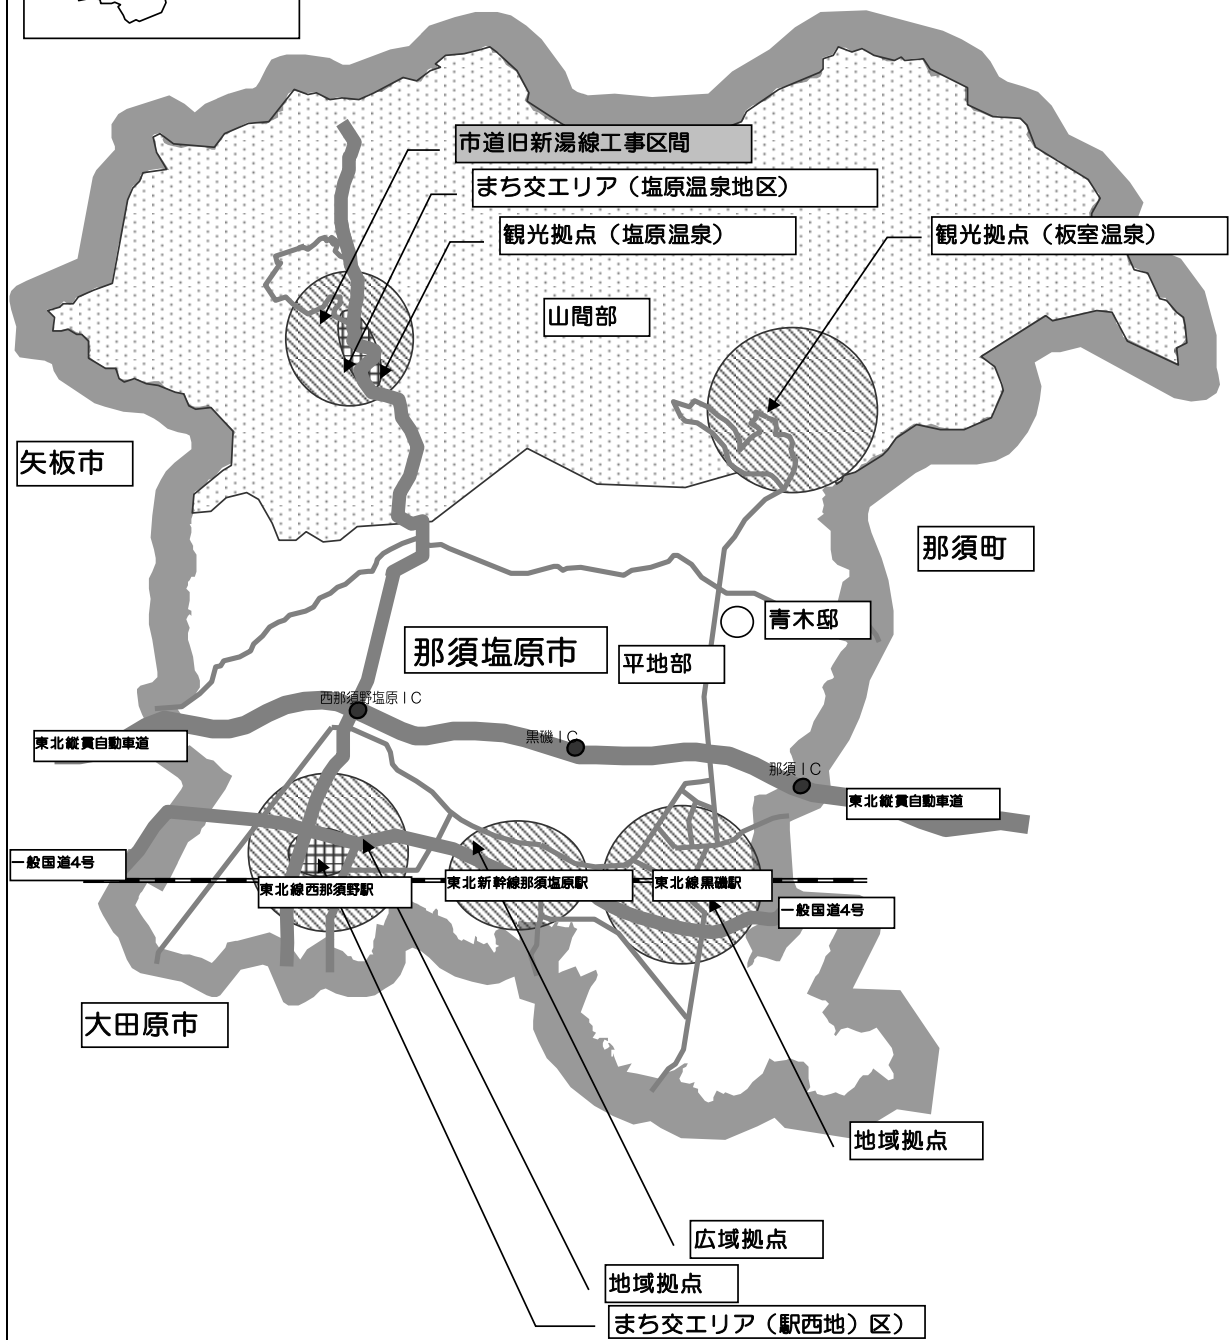 市道旧新湯線工事区間
まち交エリア（塩原温泉地区）
観光拠点（塩原温泉）
観光拠点（板室温泉）
山間部
矢板市
那須町
青木邸
那須塩原市
平地部
西那須野塩原ＩＣ
黒磯ＩＣ
東北縦貫自動車道
那須ＩＣ
東北縦貫自動車道
一般国道4号
東北線西那須野駅
東北新幹線那須塩原駅
東北線黒磯駅
一般国道4号
大田原市
地域拠点
広域拠点
地域拠点
まち交エリア（駅西地）区）